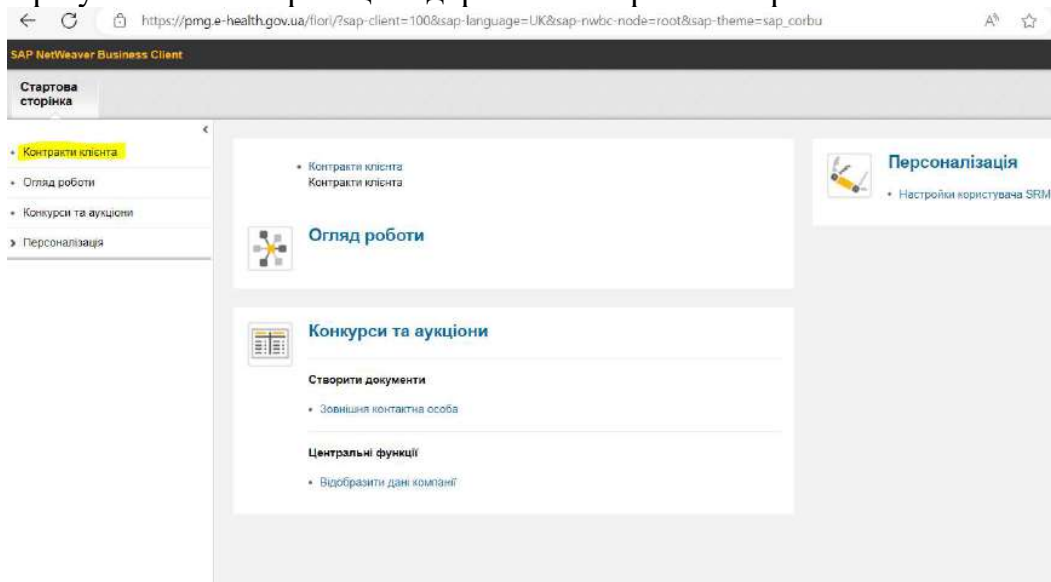 https://pmg.e-health.gov.ua/fiori/?sap-client=100&sap-language=UK&sap-nwbc-node=root&sap-theme=sap_corbu
SAP NetWeaver Business Client
Стартова
сторінка
Контракти клієнта
Огляд роботи
Конкурси та аукціони
Персоналізація
Контракти клієнта
Контракти клієнта
Огляд роботи
Конкурси та аукціони
Створити документи
Зовнішня контактна особа
Центральні функції
Відобразити дані компанії
Персоналізація
Настройки користувача SRM